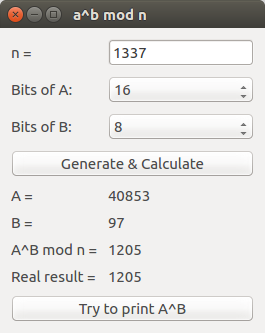 a^b mod n
n = 1337
Bits of A: 16
Bits of B: 8
Generate & Calculate
A = 40853
B = 97
A^B mod n = 1205
Real result = 1205
Try to print A^B